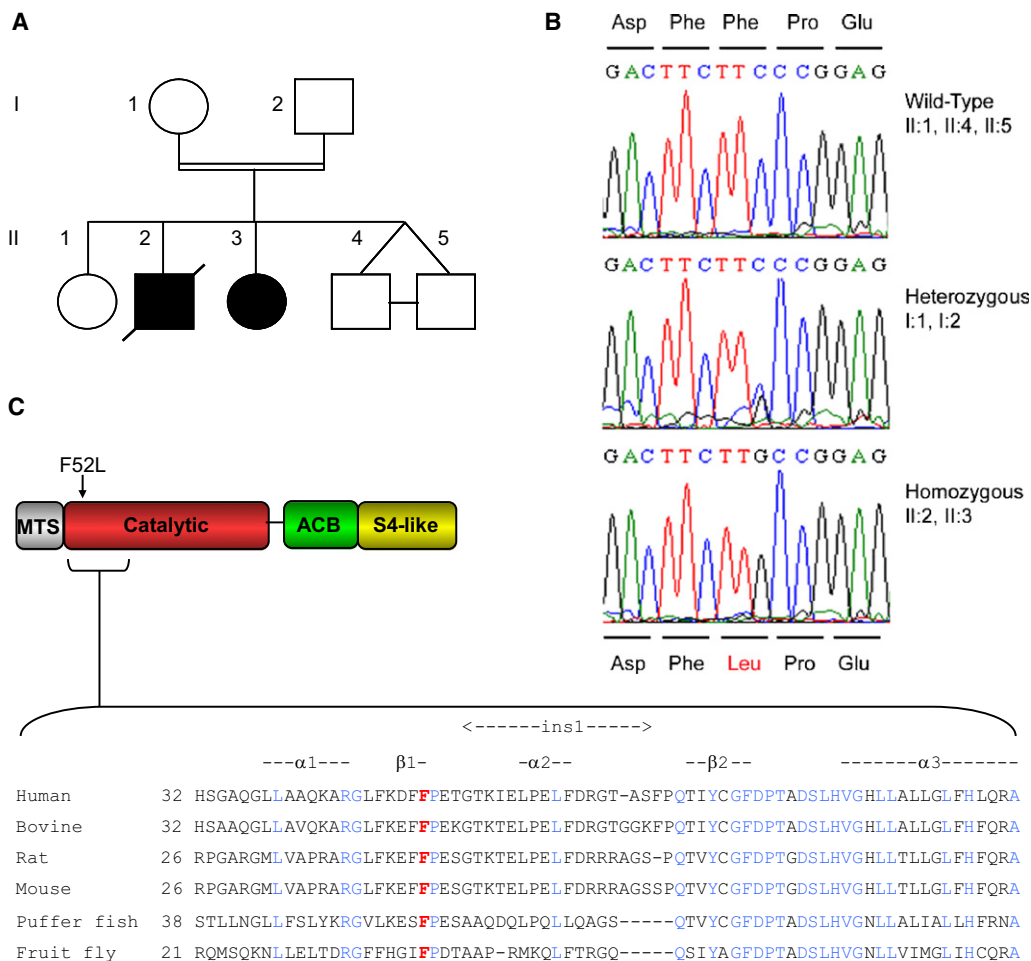 A
I
1
2
II
1
2
3
4
5
B
Asp Phe Phe Pro Glu
G A C T T C T T C C C G G A G
Wild-Type
II:1, II:4, II:5
G A C T T C T T C C C G G A G
Heterozygous
I:1, I:2
G A C T T C T T G C C G G A G
Homozygous
II:2, II:3
Asp Phe Leu Pro Glu
C
F52L
MTS Catalytic ACB S4-like
<------ins1----->
---α1--- β1- -α2-- --β2-- ----α3-----
Human 32 HSGAQGLLAAQKARGLFKDFFPETGTKIELPELFDRGT-ASFPQTIYCGFDPTADSLHVGHLLALLGLFHLQRA
Bovine 32 HSAAQGLLAVQKARGLFKEFFPEKGTKTELPELFDRGTGGKFPQTIYCGFDPTADSLHVGHLLALLGLFHFQRA
Rat 26 RPGARGMLVAPRARGLFKEFFPESGTKTELPELFDRRRAGS-PQTVYCGFDPTGDSLHVGHLLTLLGLFHFQRA
Mouse 26 RPGARGMLVAPRARGLFKEFFPESGTKTELPELFDRRRAGSSPQTVYCGFDPTGDSLHVGHLLTLLGLFHFQRA
Puffer fish 38 STLLNGLLFSLYKRGVLKESFPESAAQDQLPQLLQAGS-----QTVYCGFDPTADSLHVGNLLALIALLHFRNA
Fruit fly 21 RQMSQKNLLELTDRGFFHGIFPDTAAP-RMKQLFTRGQ-----QSIYAGFDPTADSLHVGNLLVIMGLIHCQRA